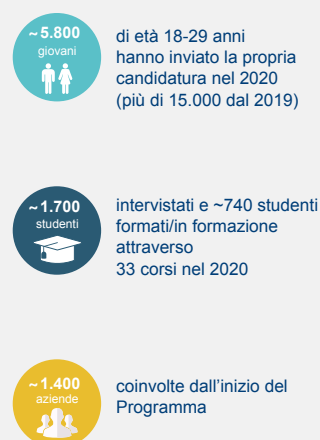 ~5.800
giovani
di età 18-29 anni
hanno inviato la propria
candidatura nel 2020
(più di 15.000 dal 2019)
~1.700
studenti
intervistati e ~740 studenti
formati/in formazione
attraverso
33 corsi nel 2020
~1.400
aziende
coinvolte dall'inizio del
Programma